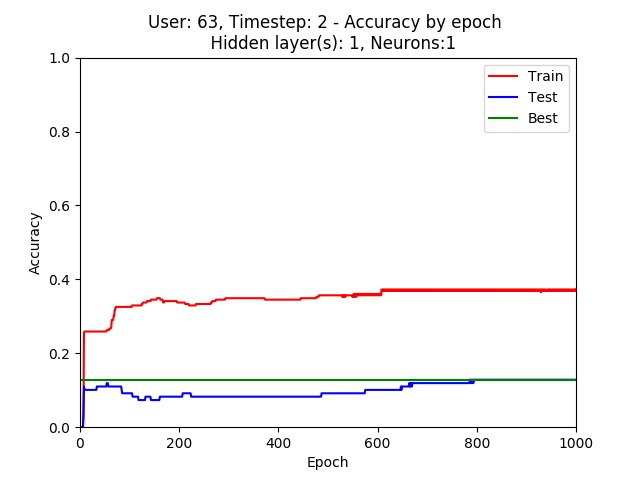 User: 63, Timestep: 2 - Accuracy by epoch
Hidden layer(s): 1, Neurons:1
1.0
0.8
0.6
0.4
0.2
0.0
Accuracy
Train
Test
Best
0 200 400 600 800 1000
Epoch